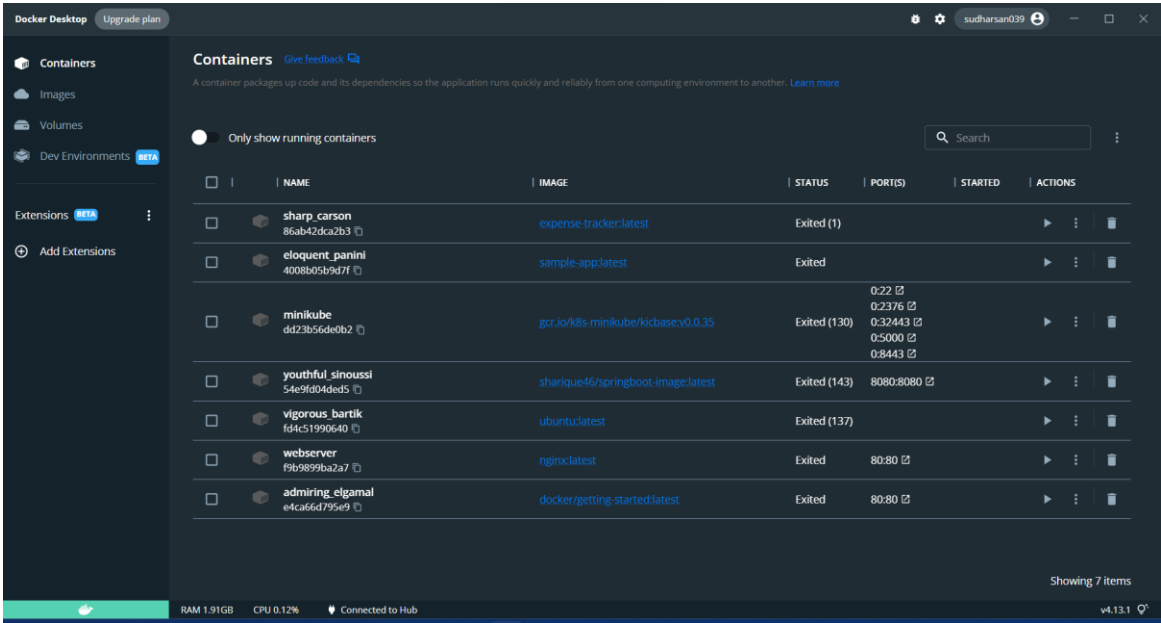 Docker Desktop Upgrade plan sudharsan039
Containers
Images
Volumes
Dev Environments BETA
Extensions BETA
Add Extensions
Containers Give feedback
A container packages up code and its dependencies so the application runs quickly and reliably from one computing environment to another. Learn more
Only show running containers Search
NAME IMAGE STATUS PORT(S) STARTED ACTIONS
sharp_carson
86ab42dca2b3 expense-tracker:latest Exited (1)
eloquent_panini
4008b05b9d7f sample-app:latest Exited
minikube
dd23b56de0b2 gcr.io/k8s-minikube/kicbase:v0.0.35 Exited (130)
0:22
0:2376
0:32443
0:5000
0:8443
youthful_sinoussi
54e9fd04ded5 sharique46/springboot-image:latest Exited (143) 8080:8080
vigorous_bartik
fd4c51990640 ubuntu:latest Exited (137)
webserver
f9b9899ba2a7 nginx:latest Exited 80:80
admiring_elgamal
e4ca66d795e9 docker/getting-started:latest Exited 80:80
Showing 7 items
RAM 1.91GB CPU 0.12% Connected to Hub v4.13.1